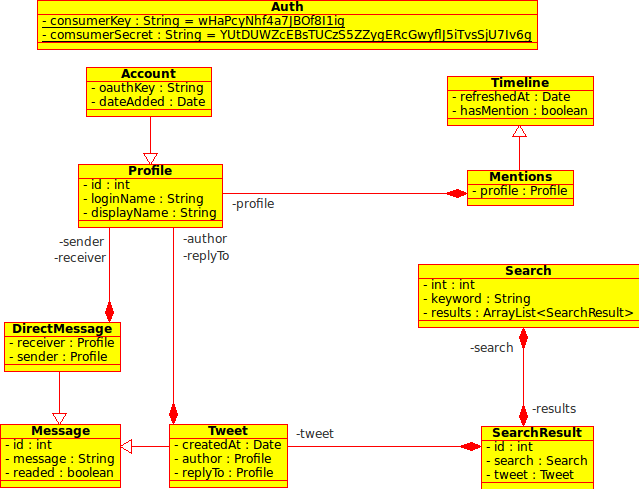 Auth
- consumerKey : String = wHaPcyNhf4a7JBOf8I1ig
- comsumerSecret : String = YUtDUWZcEBsTUCzS5ZZygERcGwyflJ5iTvsSjU7Iv6g
Account
- oauthKey : String
- dateAdded : Date
Timeline
- refreshedAt : Date
- hasMention : boolean
Profile
- id : int
- loginName : String
- displayName : String
Mentions
- profile : Profile
-profile
-sender
-receiver
-author
-replyTo
Search
- int : int
- keyword : String
- results : ArrayList<SearchResult>
DirectMessage
- receiver : Profile
- sender : Profile
-search
-results
Message
- id : int
- message : String
- readed : boolean
Tweet
- createdAt : Date
- author : Profile
- replyTo : Profile
-tweet
SearchResult
- id : int
- search : Search
- tweet : Tweet